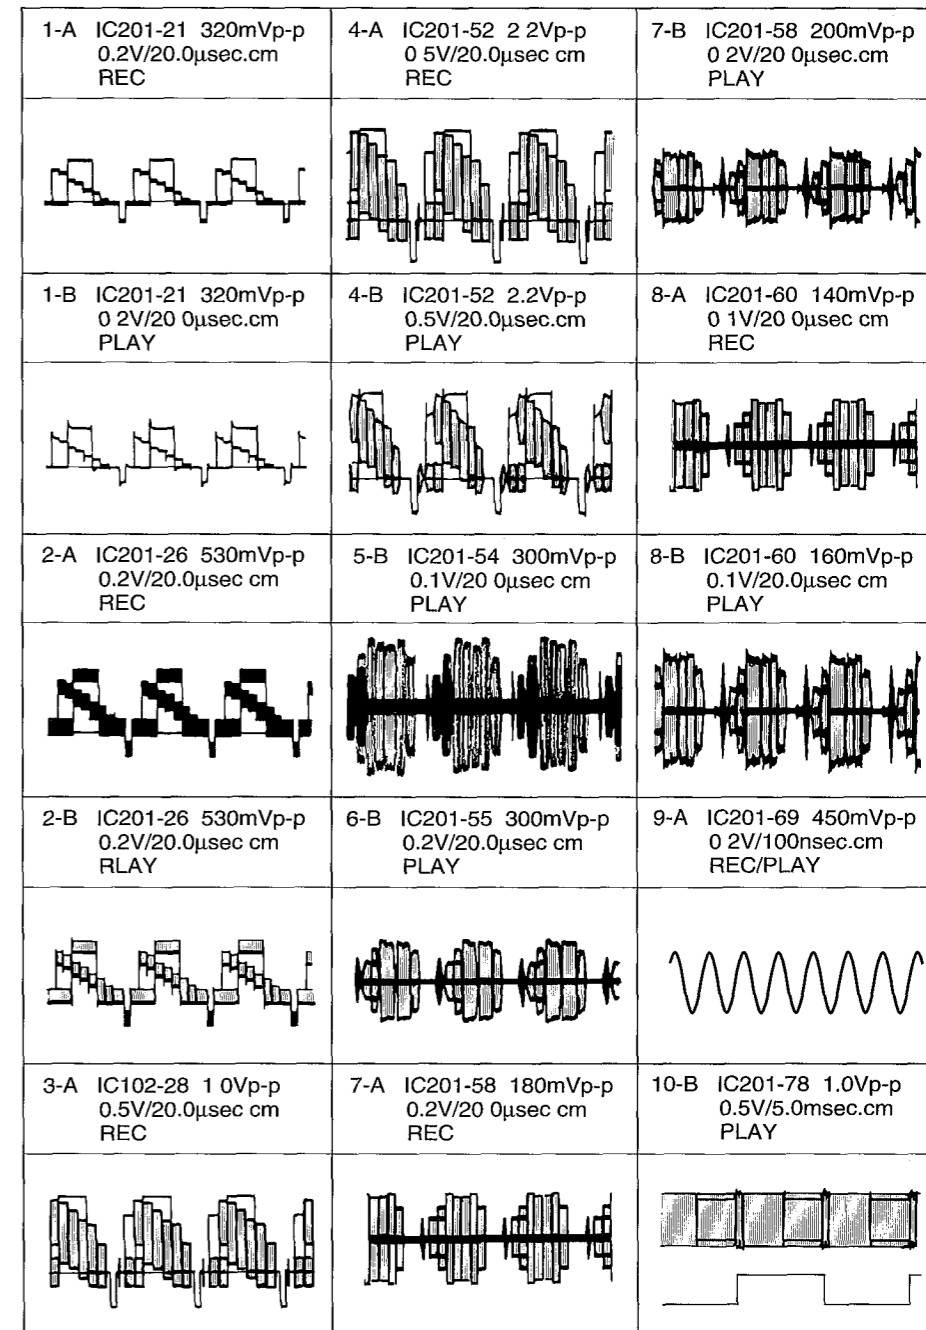 1-A IC201-21 320mVp-p
0.2V/20.0μsec.cm
REC
4-A IC201-52 2 2Vp-p
0 5V/20.0μsec cm
REC
7-B IC201-58 200mVp-p
0 2V/20 0μsec cm
PLAY
1-B IC201-21 320mVp-p
0 2V/20 0μsec.cm
PLAY
4-B IC201-52 2.2Vp-p
0.5V/20.0μsec.cm
PLAY
8-A IC201-60 140mVp-p
0 1V/20 0μsec cm
REC
2-A IC201-26 530mVp-p
0.2V/20.0μsec cm
REC
5-B IC201-54 300mVp-p
0.1V/20 0μsec cm
PLAY
8-B IC201-60 160mVp-p
0.1V/20.0μsec cm
PLAY
2-B IC201-26 530mVp-p
0.2V/20.0μsec cm
RLAY
6-B IC201-55 300mVp-p
0.2V/20.0μsec cm
PLAY
9-A IC201-69 450mVp-p
0 2V/100nsec.cm
REC/PLAY
3-A IC102-28 1 0Vp-p
0.5V/20.0μsec cm
REC
7-A IC201-58 180mVp-p
0.2V/20 0μsec cm
REC
10-B IC201-78 1.0Vp-p
0.5V/5.0msec.cm
PLAY